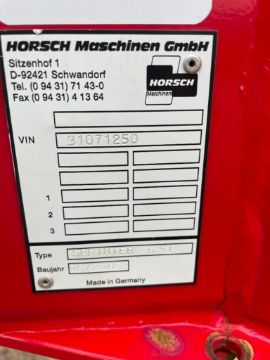 HORSCH Maschinen GmbH
Sitzenhof 1
D-92421 Schwandorf
Tel. (0 94 31) 71 43-0
Fax (0 94 31) 4 13 64
HORSCH
Maschinen
VIN 31071250
1
2
3
Type SPRINTER
Baujahr
Made in Germany